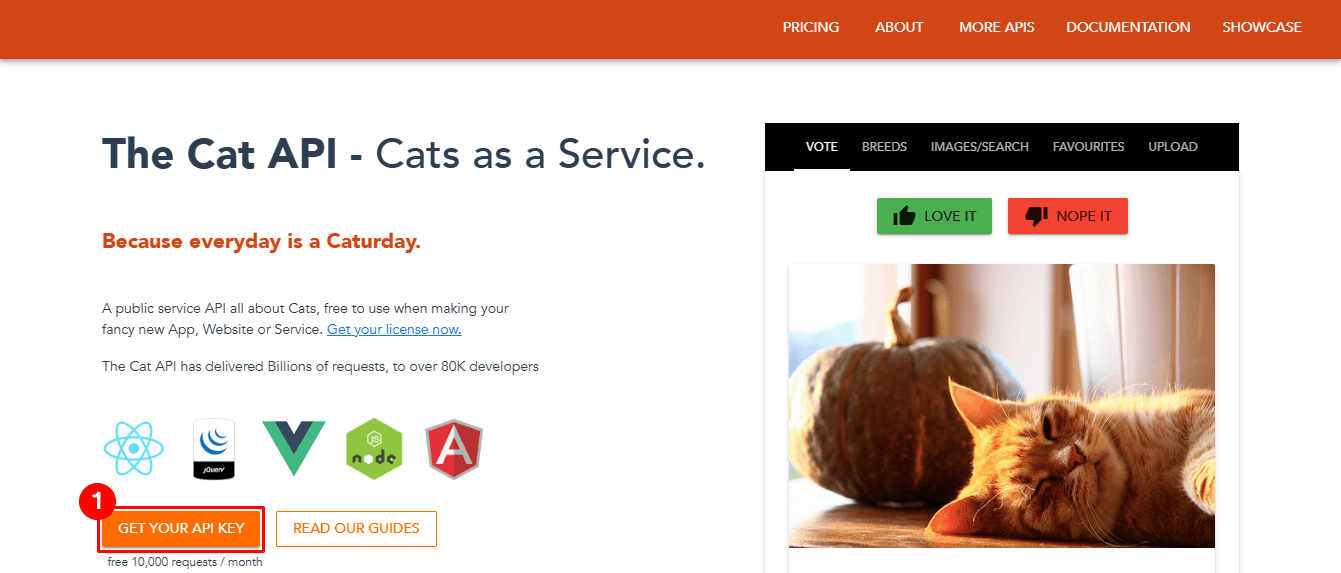 PRICING ABOUT MORE APIS DOCUMENTATION SHOWCASE
The Cat API - Cats as a Service.
Because everyday is a Caturday.
A public service API all about Cats, free to use when making your
fancy new App, Website or Service. Get your license now.
The Cat API has delivered Billions of requests, to over 80K developers
jQuery
JS
node
A
1
GET YOUR API KEY
READ OUR GUIDES
free 10,000 requests / month
VOTE BREEDS IMAGES/SEARCH FAVOURITES UPLOAD
LOVE IT
NOPE IT